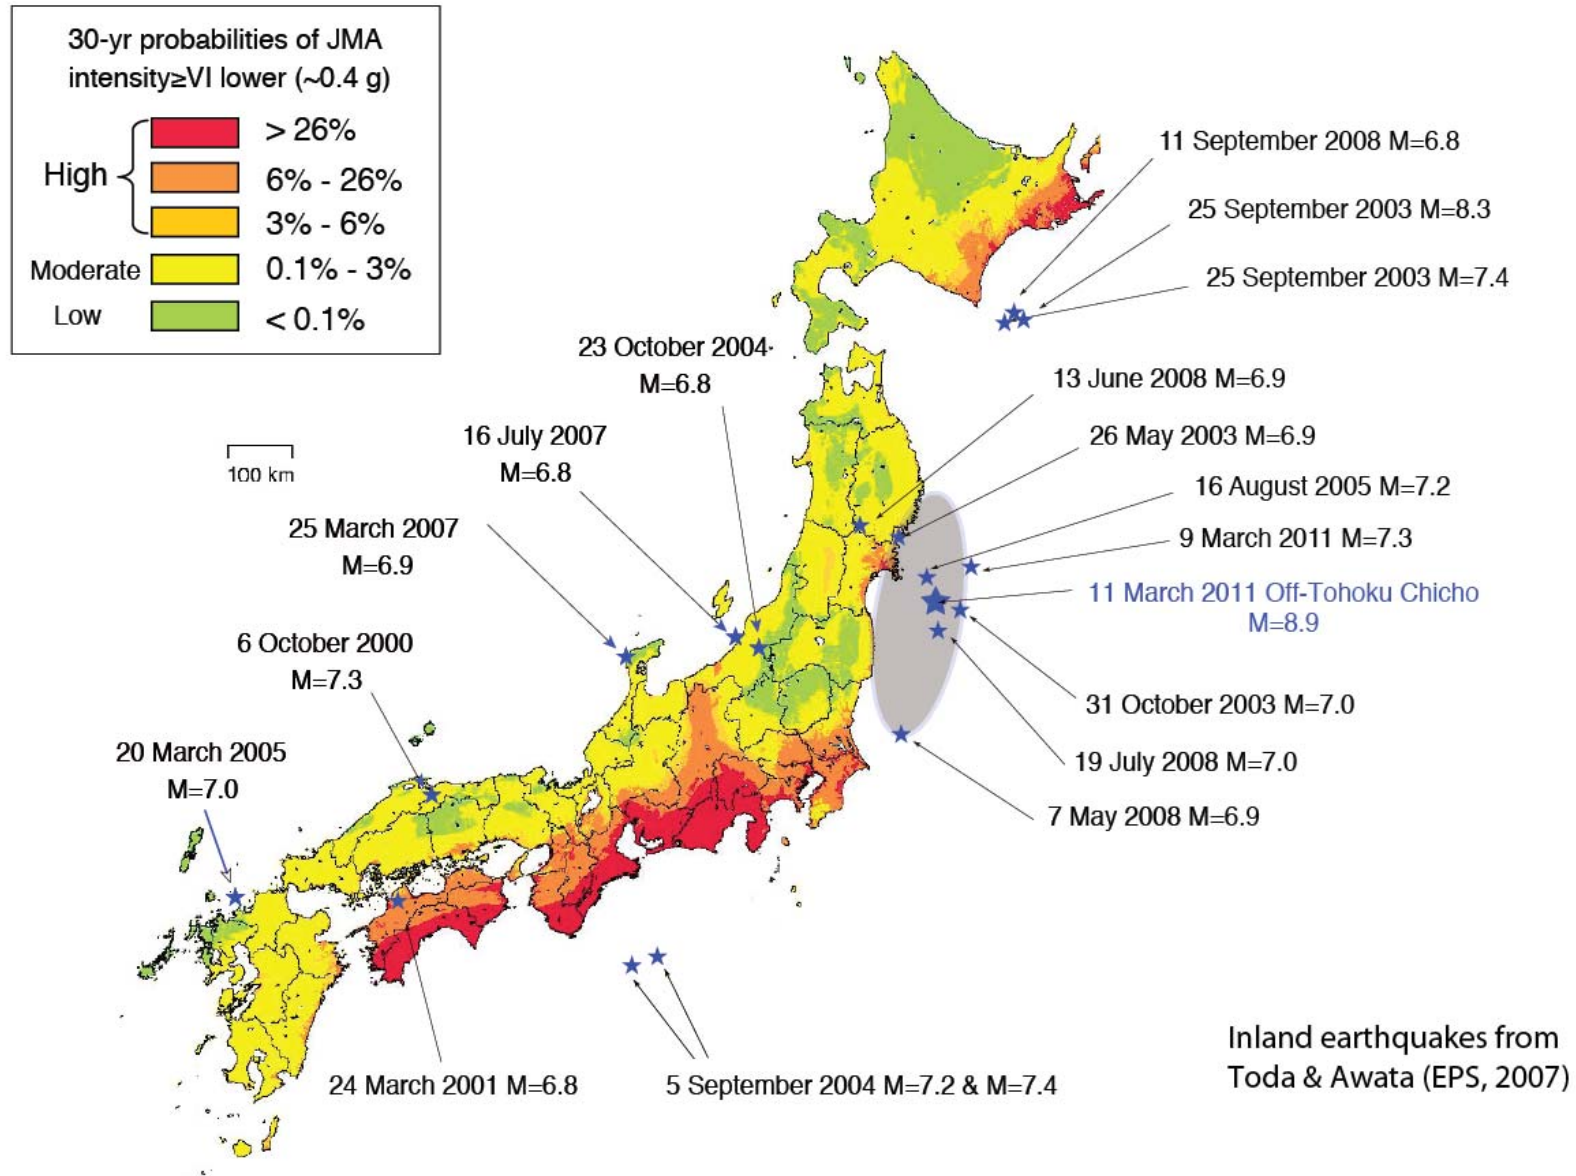 30-yr probabilities of JMA
intensity≥VI lower (~0.4 g)
High
> 26%
6% - 26%
3% - 6%
Moderate
0.1% - 3%
Low
< 0.1%
11 September 2008 M=6.8
25 September 2003 M=8.3
25 September 2003 M=7.4
23 October 2004
M=6.8
13 June 2008 M=6.9
16 July 2007
M=6.8
26 May 2003 M=6.9
100 km
16 August 2005 M=7.2
25 March 2007
M=6.9
9 March 2011 M=7.3
11 March 2011 Off-Tohoku Chicho
M=8.9
6 October 2000
M=7.3
31 October 2003 M=7.0
20 March 2005
M=7.0
19 July 2008 M=7.0
7 May 2008 M=6.9
24 March 2001 M=6.8
5 September 2004 M=7.2 & M=7.4
Inland earthquakes from
Toda & Awata (EPS, 2007)